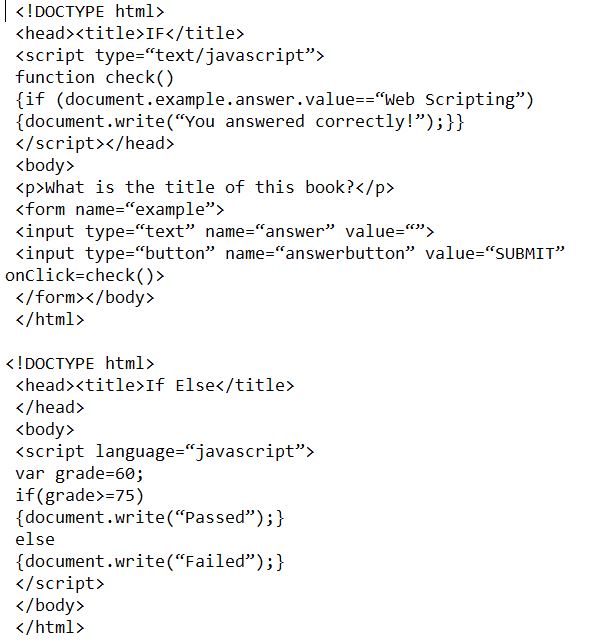 <!DOCTYPE html>
<head><title>IF</title>
<script type=“text/javascript”>
function check()
{if (document.example.answer.value==“Web Scripting”)
{document.write(“You answered correctly!”);}}
</script></head>
<body>
<p>What is the title of this book?</p>
<form name=“example”>
<input type=“text” name=“answer” value=“”>
<input type=“button” name=“answerbutton” value=“SUBMIT”
onClick=check()>
</form></body>
</html>

<!DOCTYPE html>
<head><title>If Else</title>
</head>
<body>
<script language=“javascript”>
var grade=60;
if(grade>=75)
{document.write(“Passed”);}
else
{document.write(“Failed”);}
</script>
</body>
</html>